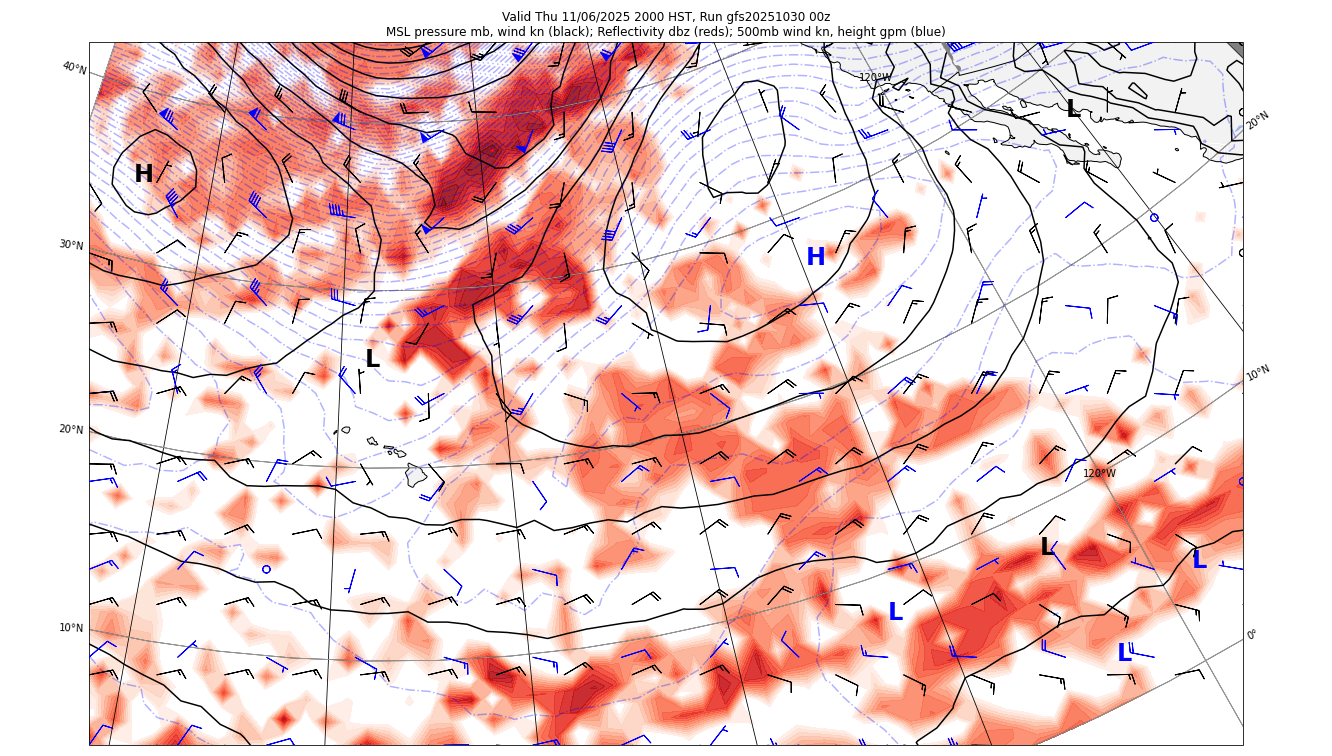 Valid Thu 11/06/2025 2000 HST, Run gfs20251030 00z
MSL pressure mb, wind kn (black); Reflectivity dbz (reds); 500mb wind kn, height gpm (blue)
40°N
120°W
L
20°N
H
30°N
H
L
10°N
20°N
120°W
L
L
L
10°N
0°
L